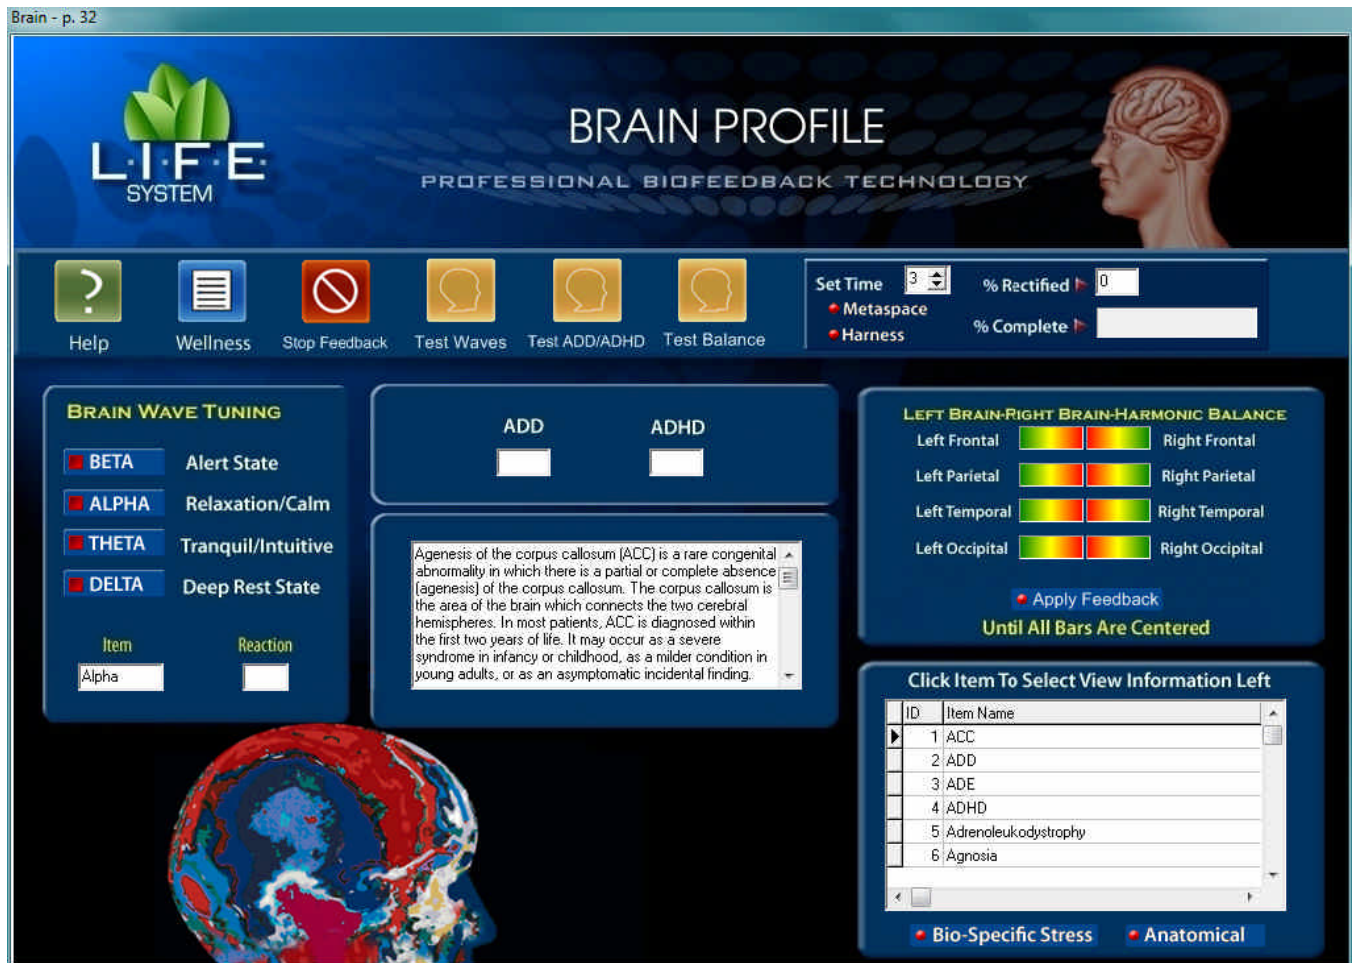 Brain - p. 32
L·I·F·E·
SYSTEM
BRAIN PROFILE
PROFESSIONAL BIOFEEDBACK TECHNOLOGY
?
Help
Wellness
Stop Feedback
Test Waves
Test ADD/ADHD
Test Balance
Set Time 3
Metaspace
Harness
% Rectified 0
% Complete
BRAIN WAVE TUNING
BETA Alert State
ALPHA Relaxation/Calm
THETA Tranquil/Intuitive
DELTA Deep Rest State
Item Reaction
Alpha
ADD ADHD
Agenesis of the corpus callosum (ACC) is a rare congenital
abnormality in which there is a partial or complete absence
(agenesis) of the corpus callosum. The corpus callosum is
the area of the brain which connects the two cerebral
hemispheres. In most patients, ACC is diagnosed within
the first two years of life. It may occur as a severe
syndrome in infancy or childhood, as a milder condition in
young adults, or as an asymptomatic incidental finding.
LEFT BRAIN-RIGHT BRAIN-HARMONIC BALANCE
Left Frontal Right Frontal
Left Parietal Right Parietal
Left Temporal Right Temporal
Left Occipital Right Occipital
Apply Feedback
Until All Bars Are Centered
Click Item To Select View Information Left
ID Item Name
1 ACC
2 ADD
3 ADE
4 ADHD
5 Adrenoleukodystrophy
6 Agnosia
Bio-Specific Stress Anatomical